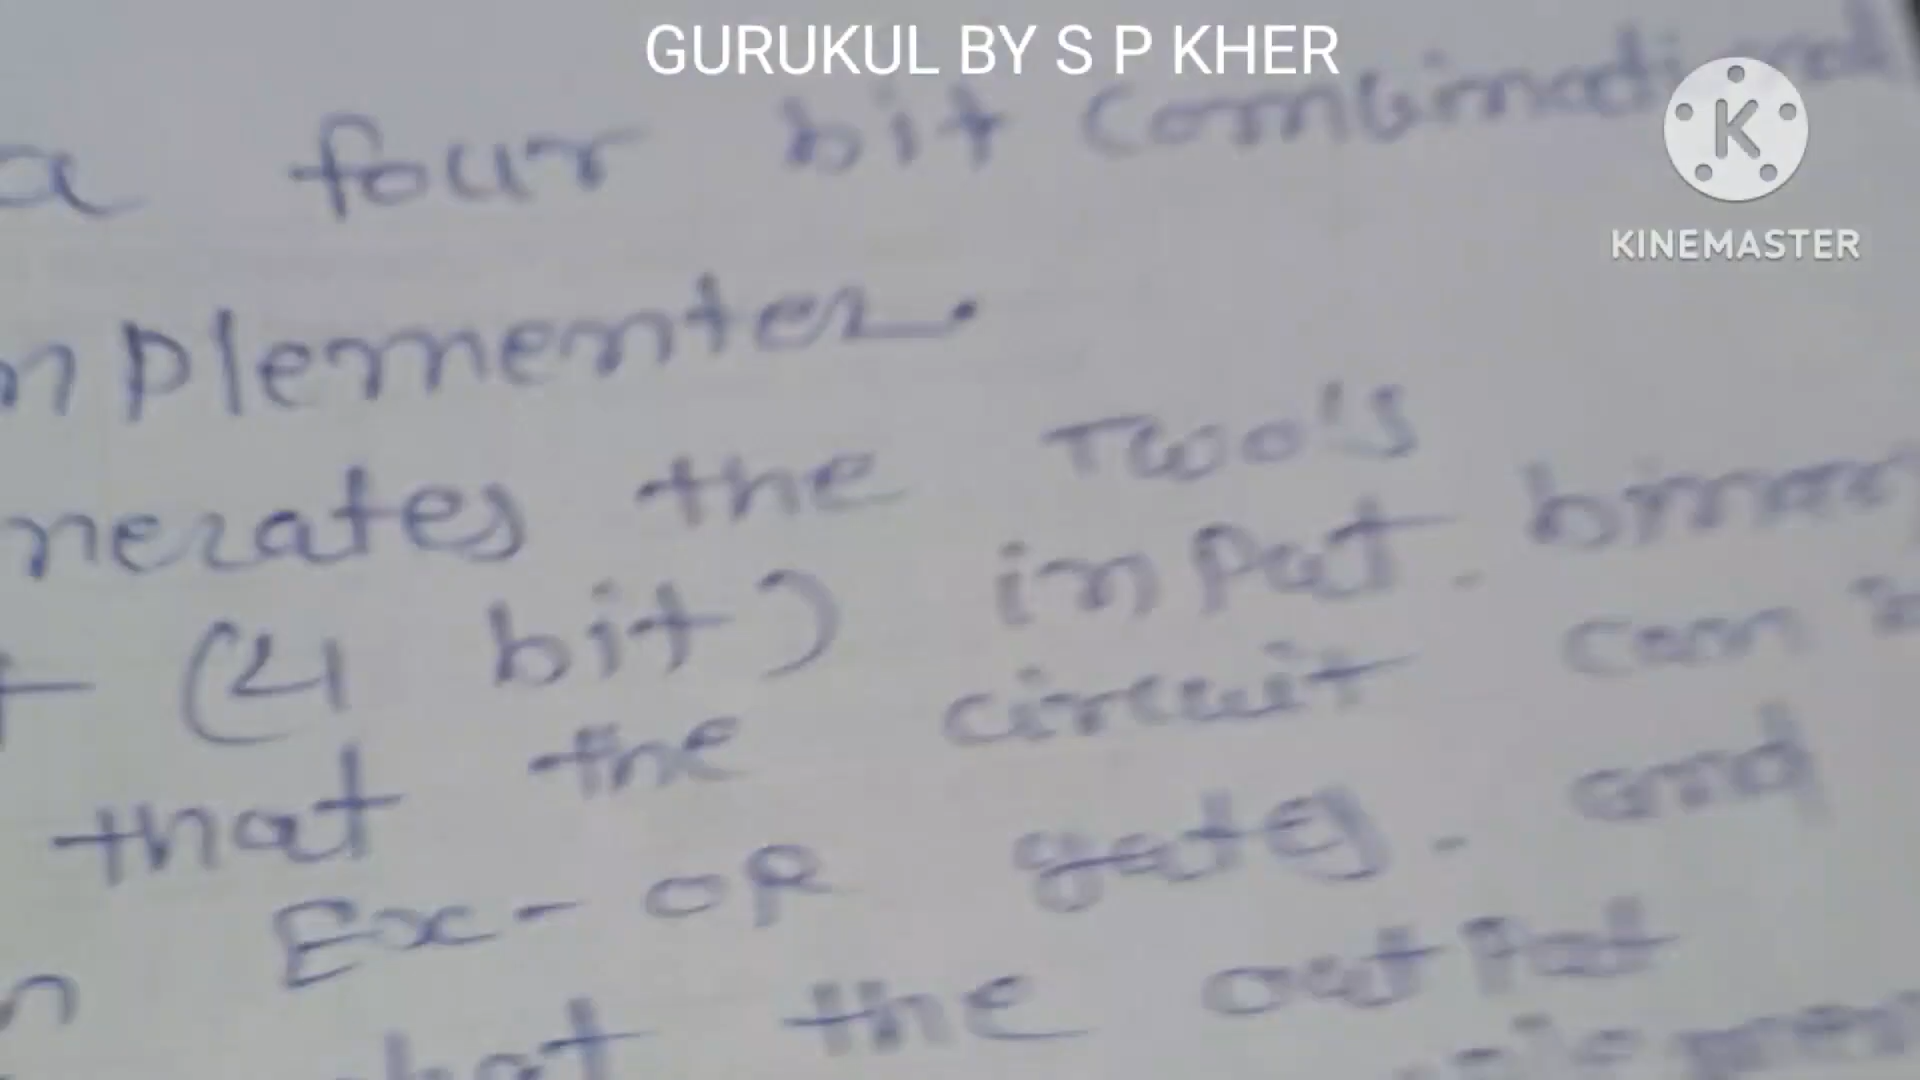 GURUKUL BY S P KHER
a four bit Combinational
KINEMASTER
mplementer.
nerates the Two's
(4 bit) input binary
that the circuit can
Ex-OR gates. and
n
hat the output